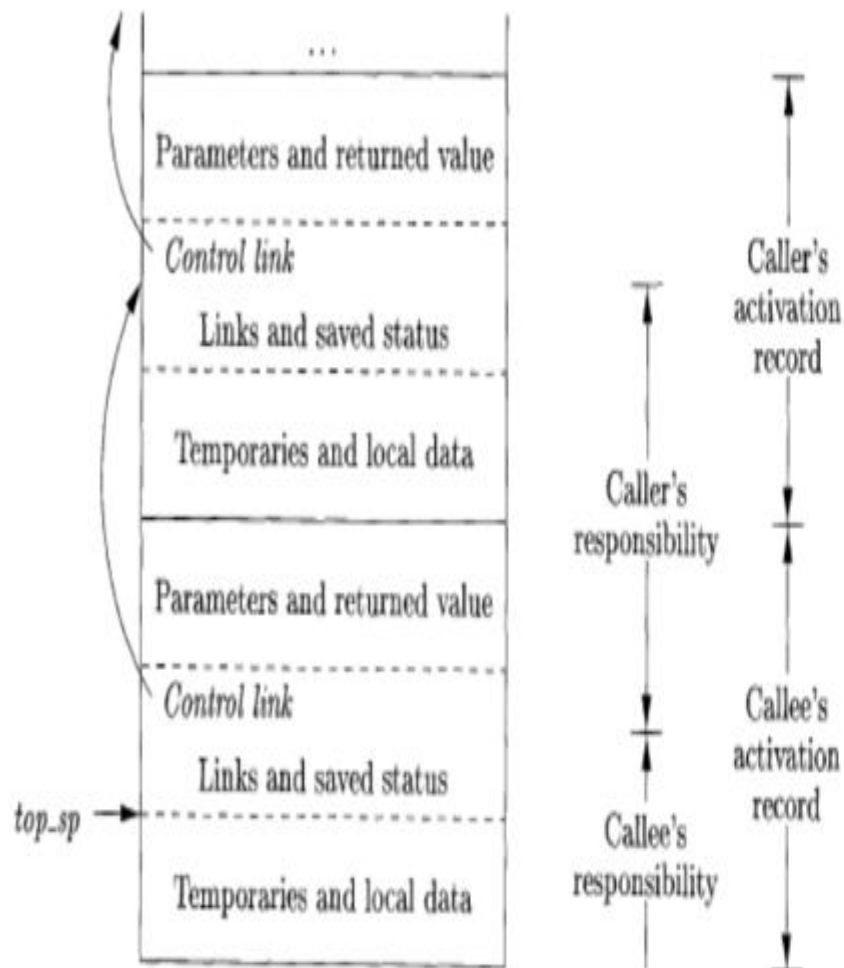 ...
Parameters and returned value
Control link
Links and saved status
Temporaries and local data
Parameters and returned value
Control link
Links and saved status
top_sp
Temporaries and local data
Caller's
responsibility
Callee's
responsibility
Caller's
activation
record
Callee's
activation
record